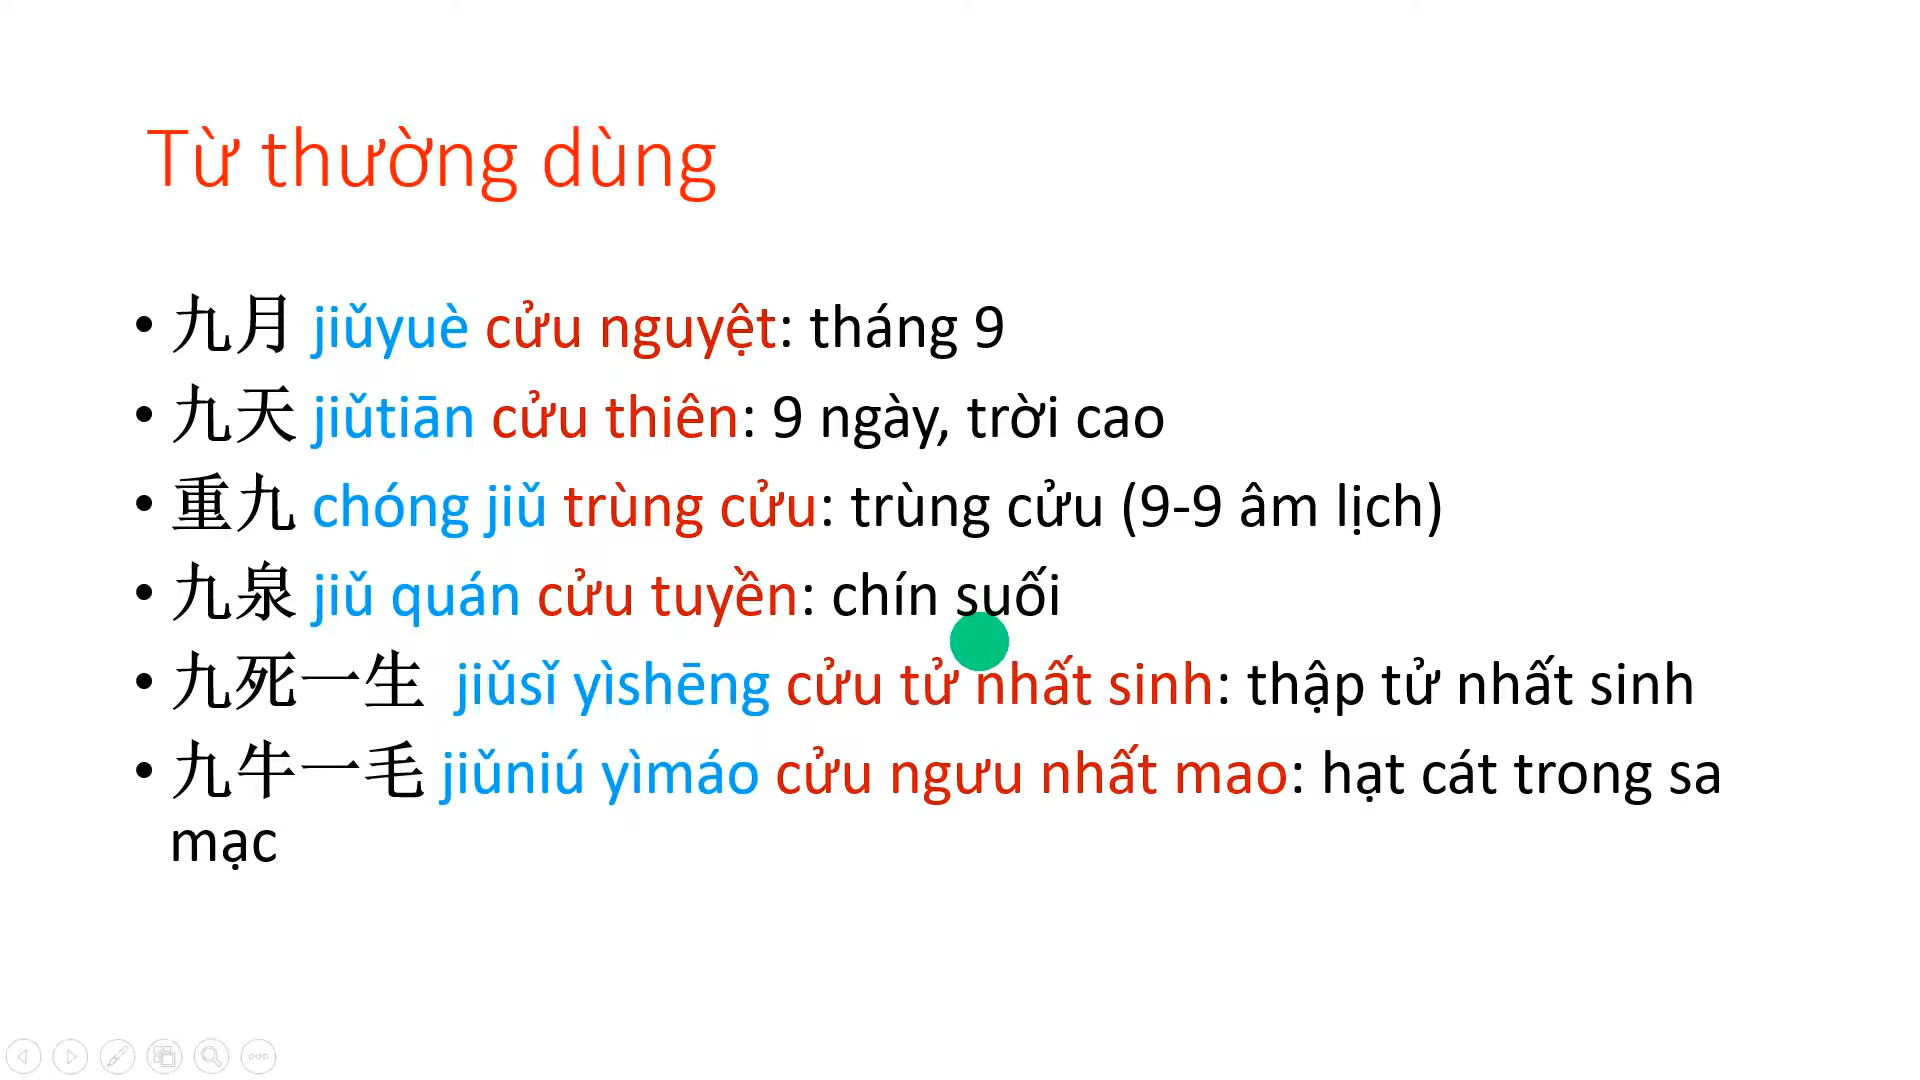 Từ thường dùng
• 九月 jiǔyuè cửu nguyệt: tháng 9
• 九天 jiǔtiān cửu thiên: 9 ngày, trời cao
• 重九 chóng jiǔ trùng cửu: trùng cửu (9-9 âm lịch)
• 九泉 jiǔ quán cửu tuyền: chín suối
• 九死一生 jiǔsǐ yìshēng cửu tử nhất sinh: thập tử nhất sinh
• 九牛一毛 jiǔniú yìmáo cửu ngưu nhất mao: hạt cát trong sa
mạc